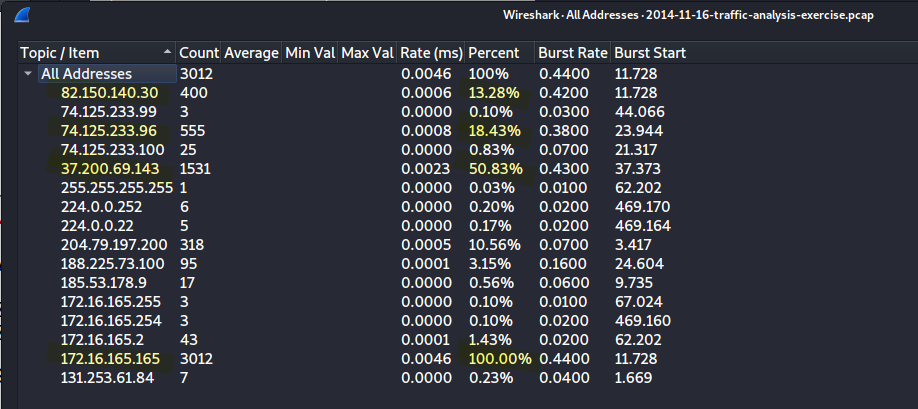 Wireshark · All Addresses · 2014-11-16-traffic-analysis-exercise.pcap
Topic / Item Count Average Min Val Max Val Rate (ms) Percent Burst Rate Burst Start
All Addresses 3012 0.0046 100% 0.4400 11.728
82.150.140.30 400 0.0006 13.28% 0.4200 11.728
74.125.233.99 3 0.0000 0.10% 0.0300 44.066
74.125.233.96 555 0.0008 18.43% 0.3800 23.944
74.125.233.100 25 0.0000 0.83% 0.0700 21.317
37.200.69.143 1531 0.0023 50.83% 0.4300 37.373
255.255.255.255 1 0.0000 0.03% 0.0100 62.202
224.0.0.252 6 0.0000 0.20% 0.0200 469.170
224.0.0.22 5 0.0000 0.17% 0.0200 469.164
204.79.197.200 318 0.0005 10.56% 0.0700 3.417
188.225.73.100 95 0.0001 3.15% 0.1600 24.604
185.53.178.9 17 0.0000 0.56% 0.0600 9.735
172.16.165.255 3 0.0000 0.10% 0.0100 67.024
172.16.165.254 3 0.0000 0.10% 0.0200 469.160
172.16.165.2 43 0.0001 1.43% 0.0200 62.202
172.16.165.165 3012 0.0046 100.00% 0.4400 11.728
131.253.61.84 7 0.0000 0.23% 0.0400 1.669